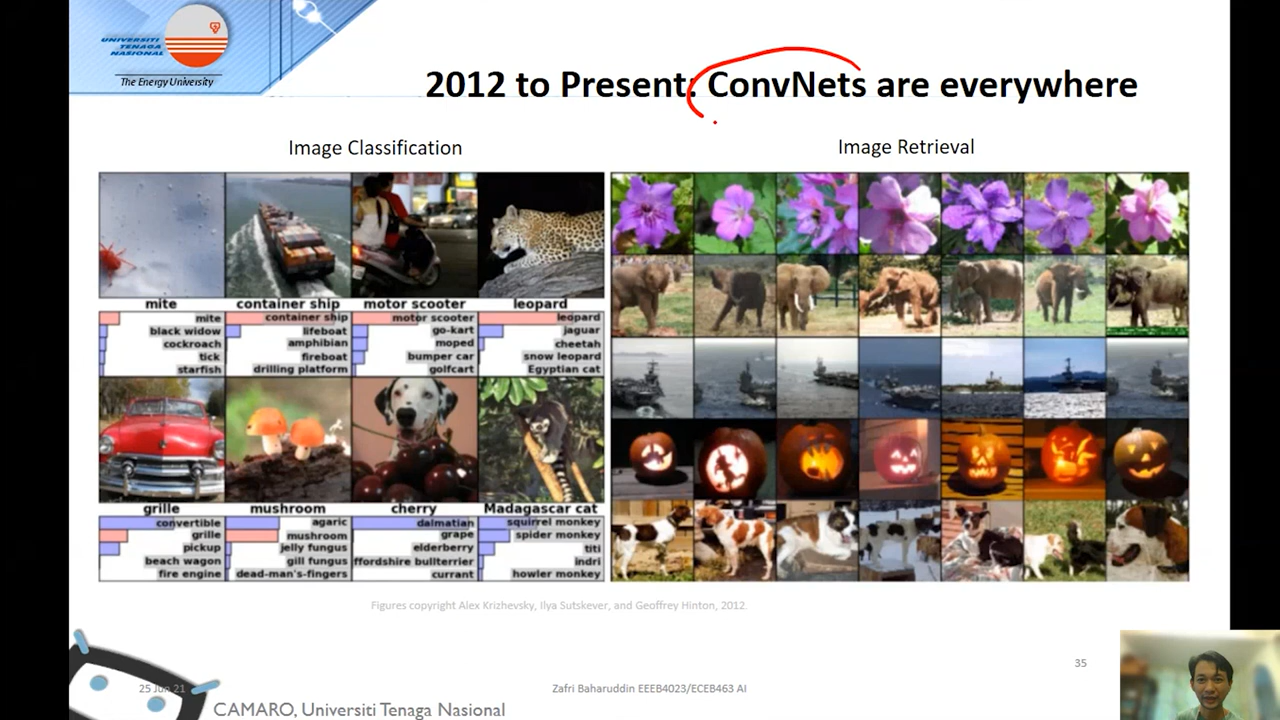 UNIVERSITI
TENAGA
NASIONAL
The Energy University
2012 to Present: ConvNets are everywhere
Image Classification
Image Retrieval
mite container ship motor scooter leopard
mite container ship motor scooter leopard
black widow lifeboat go-kart jaguar
cockroach amphibian moped cheetah
tick fireboat bumper car snow leopard
starfish drilling platform golfcart Egyptian cat
grille mushroom cherry Madagascar cat
convertible agaric dalmatian squirrel monkey
grille mushroom grape spider monkey
pickup jelly fungus elderberry titi
beach wagon gill fungus ffordshire bullterrier indri
fire engine dead-man's-fingers currant howler monkey
Figures copyright Alex Krizhevsky, Ilya Sutskever, and Geoffrey Hinton, 2012.
35
25 Jun 21
Zafri Baharuddin EEEB4023/ECEB463 AI
CAMARO, Universiti Tenaga Nasional